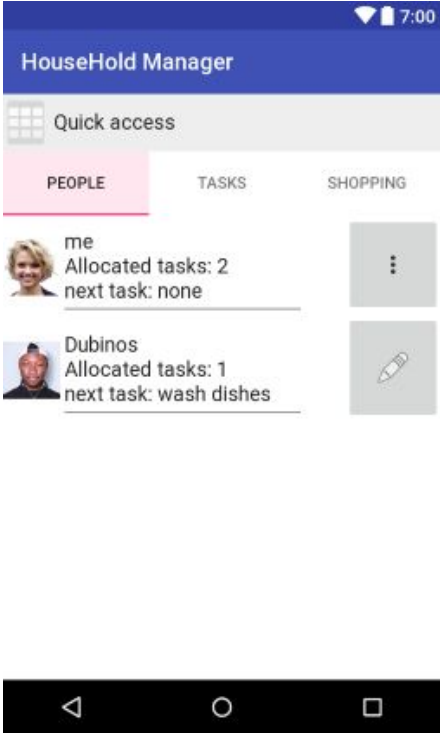 7:00
HouseHold Manager
Quick access
PEOPLE TASKS SHOPPING
me
Allocated tasks: 2
next task: none
Dubinos
Allocated tasks: 1
next task: wash dishes